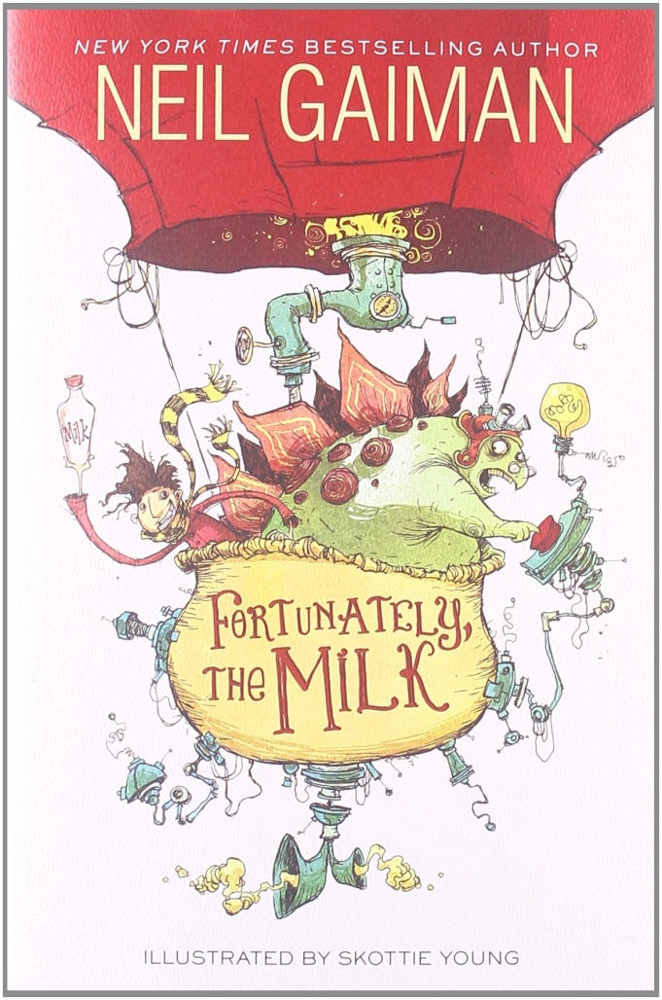 NEW YORK TIMES BESTSELLING AUTHOR
NEIL GAIMAN
Milk
FORTUNATELY,
THE MiLK
ILLUSTRATED BY SKOTTIE YOUNG